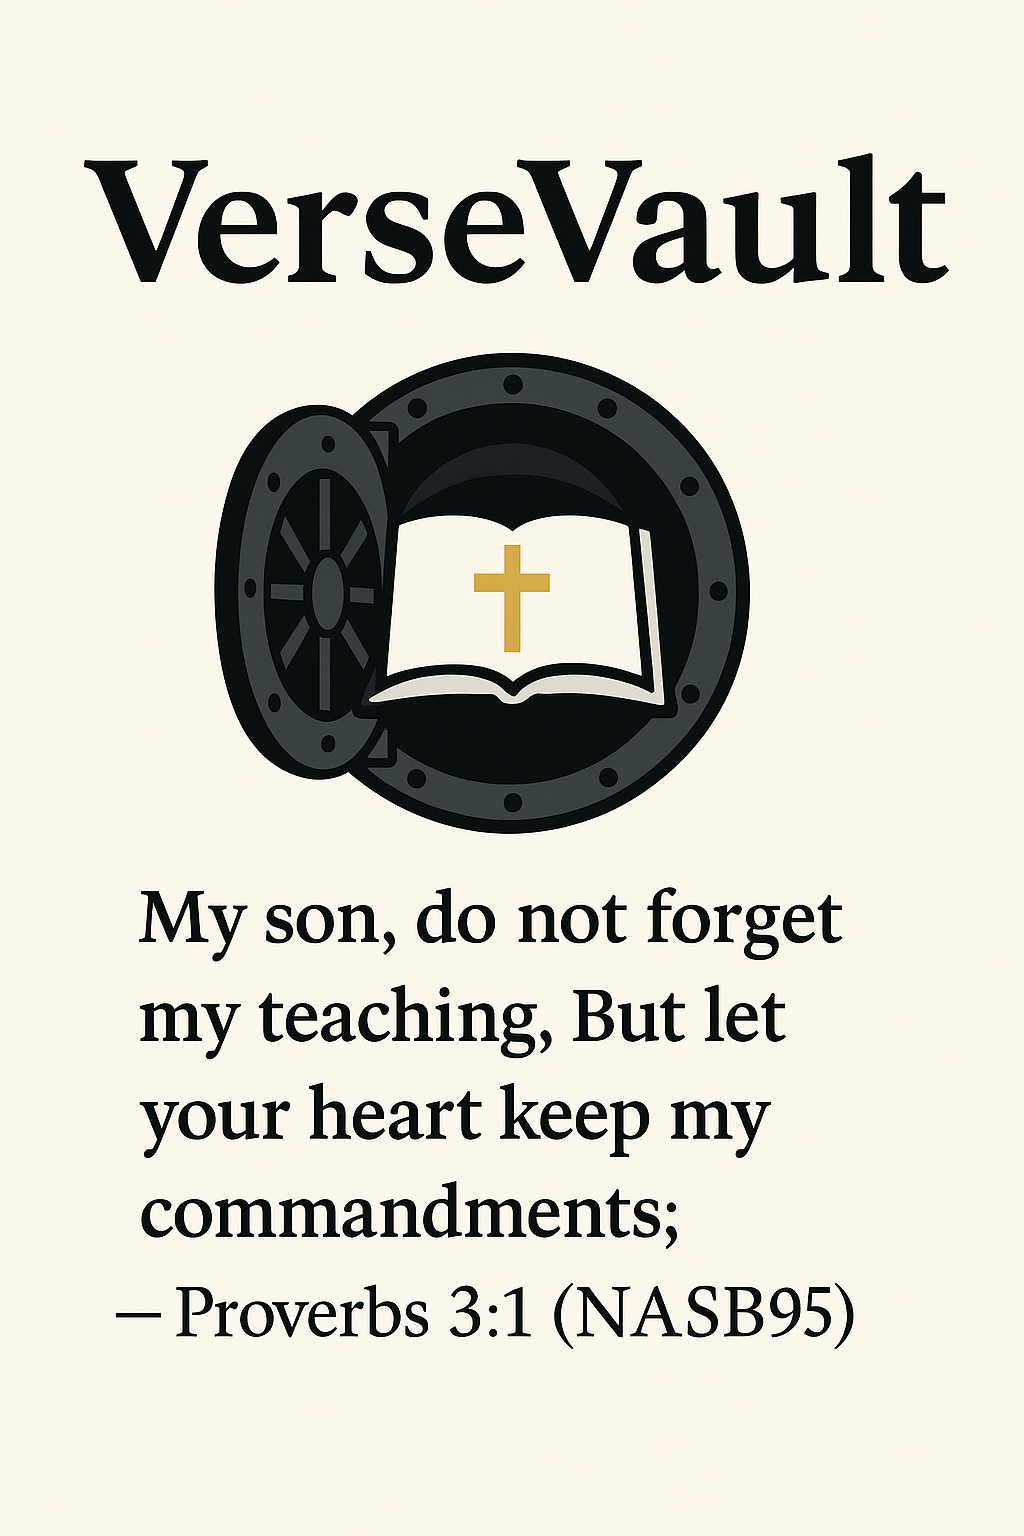 VerseVault
My son, do not forget
my teaching, But let
your heart keep my
commandments;
– Proverbs 3:1 (NASB95)